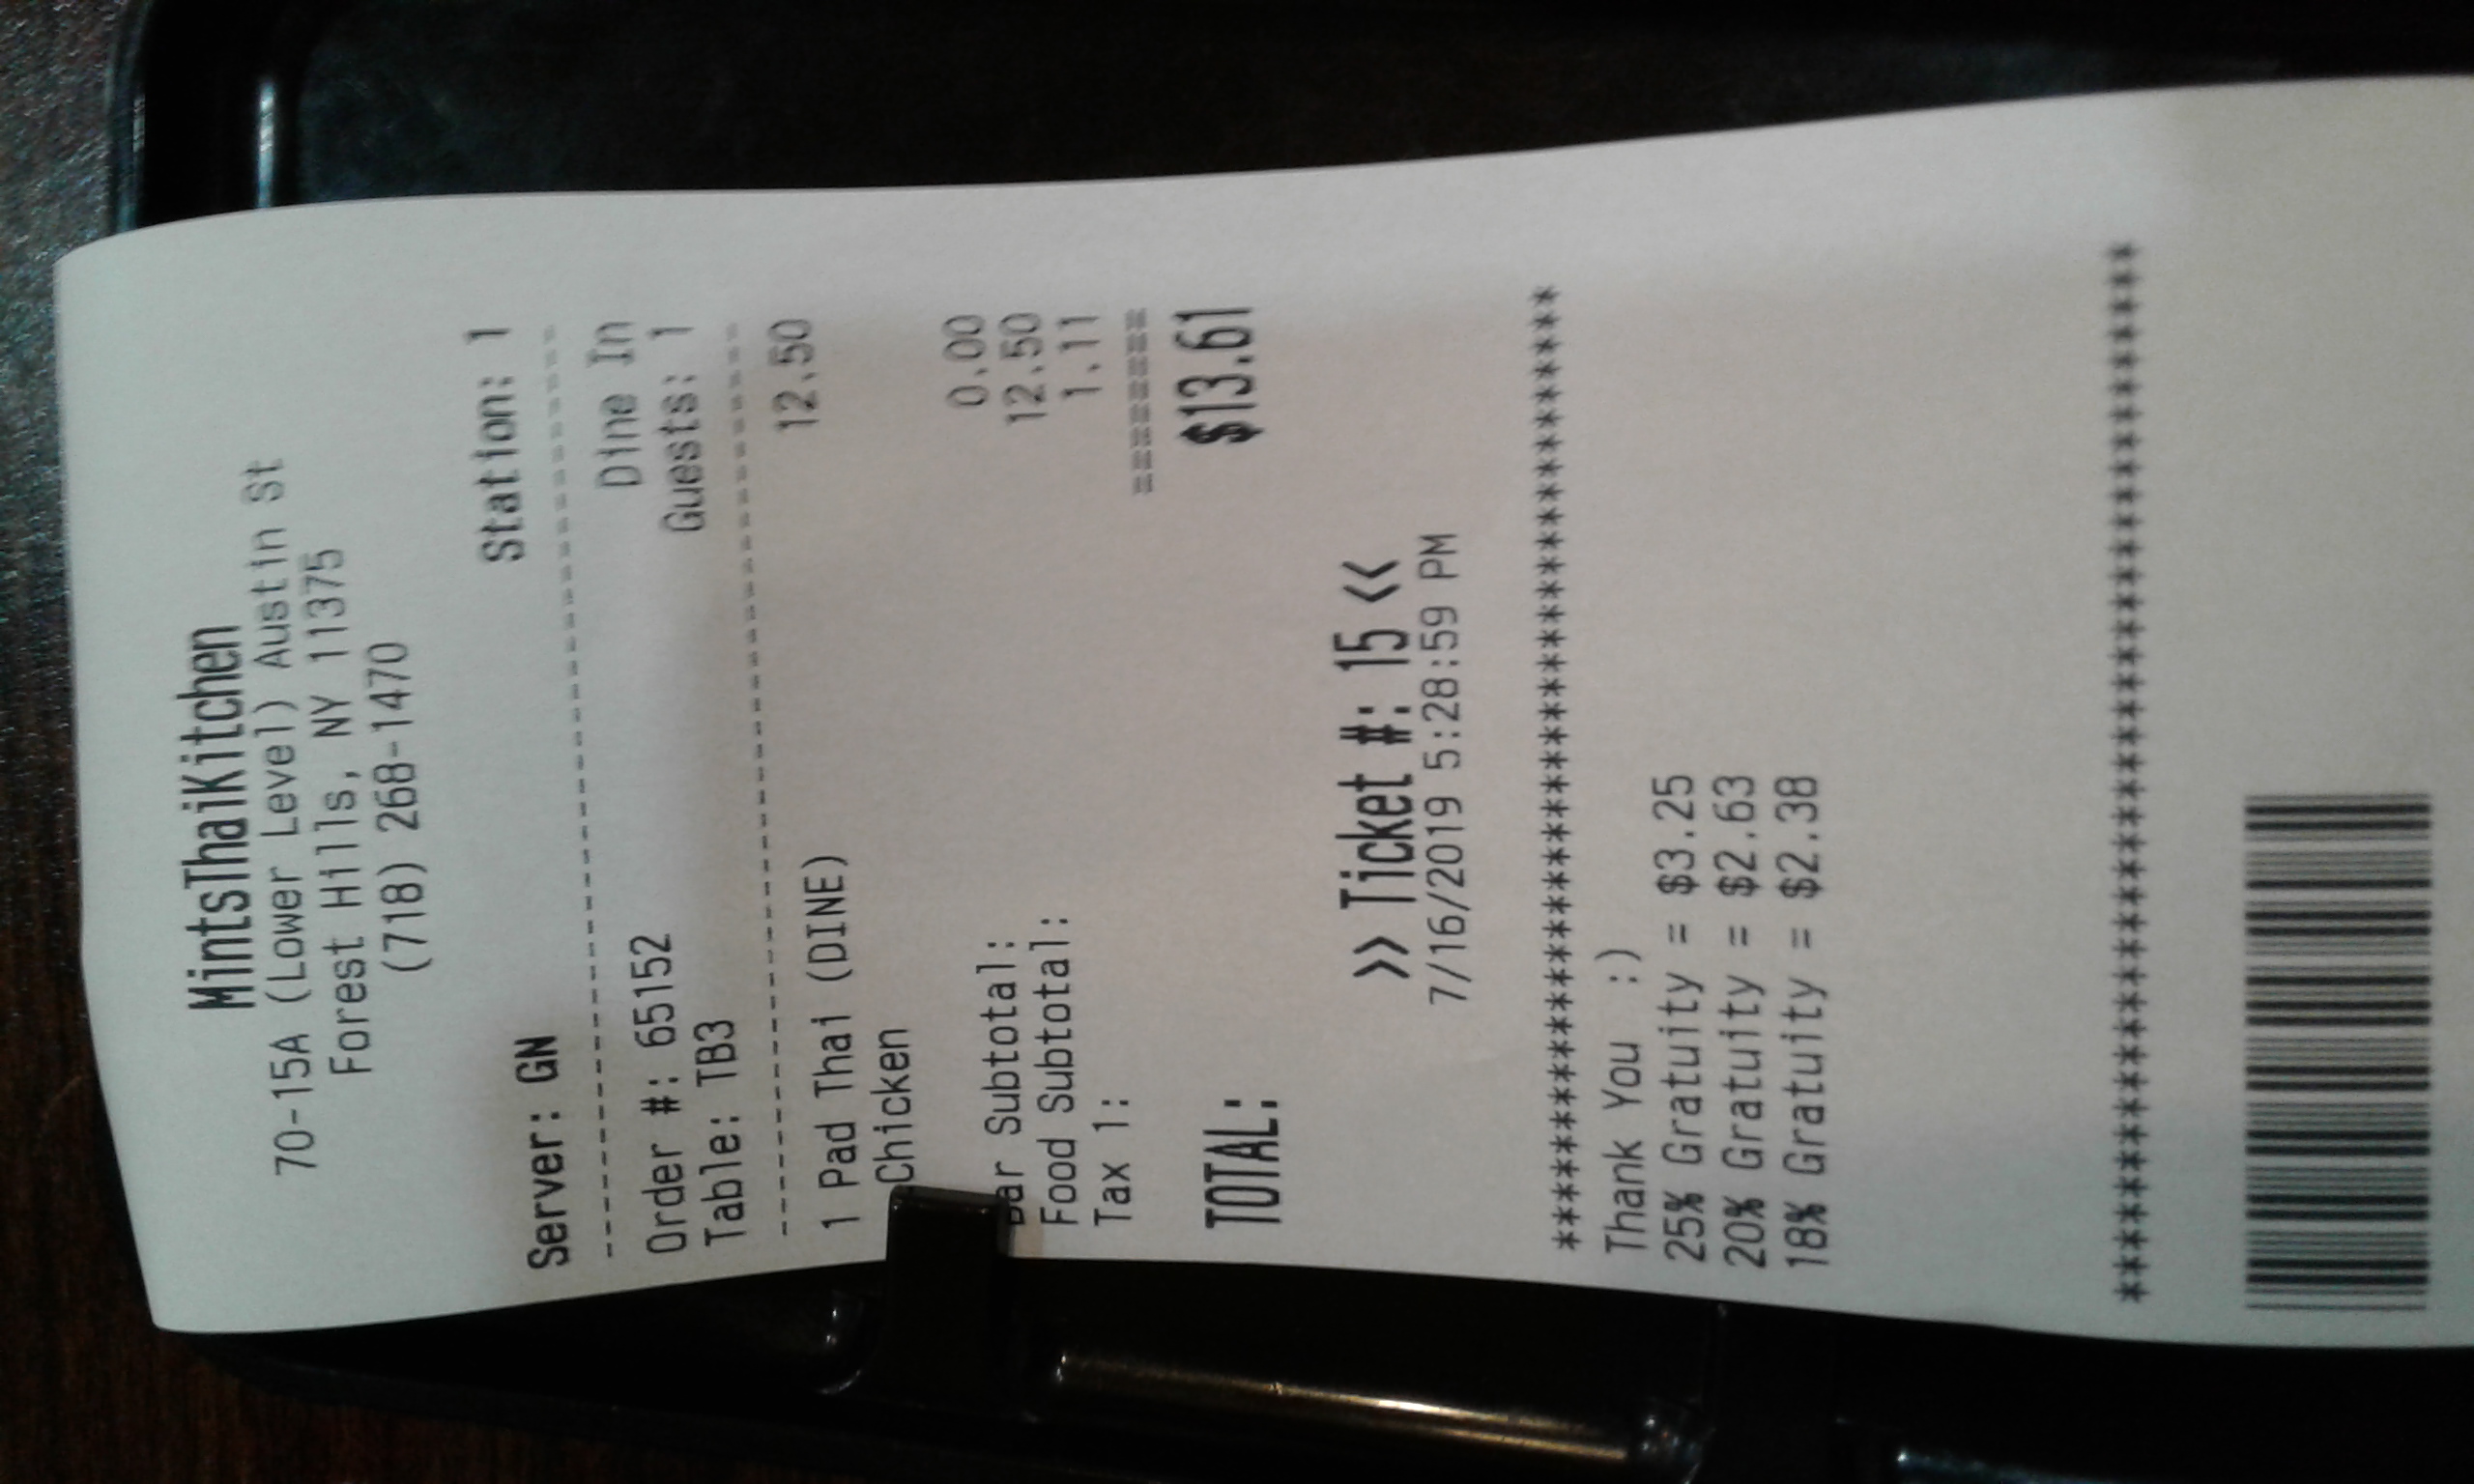 MintsThaiKitchen
70-15A (Lower Level) Austin St
Forest Hills, NY 11375
(718) 268-1470
Server: GN Station: 1
----------------------------------------
Order #: 65152 Dine In
Table: TB3 Guests: 1
----------------------------------------
1 Pad Thai (DINE) 12.50
Chicken
Bar Subtotal: 0.00
Food Subtotal: 12.50
Tax 1: 1.11
==========
TOTAL: $13.61
>> Ticket #: 15 <<
7/16/2019 5:28:59 PM
****************************************
Thank You :)
25% Gratuity = $3.25
20% Gratuity = $2.63
18% Gratuity = $2.38
****************************************